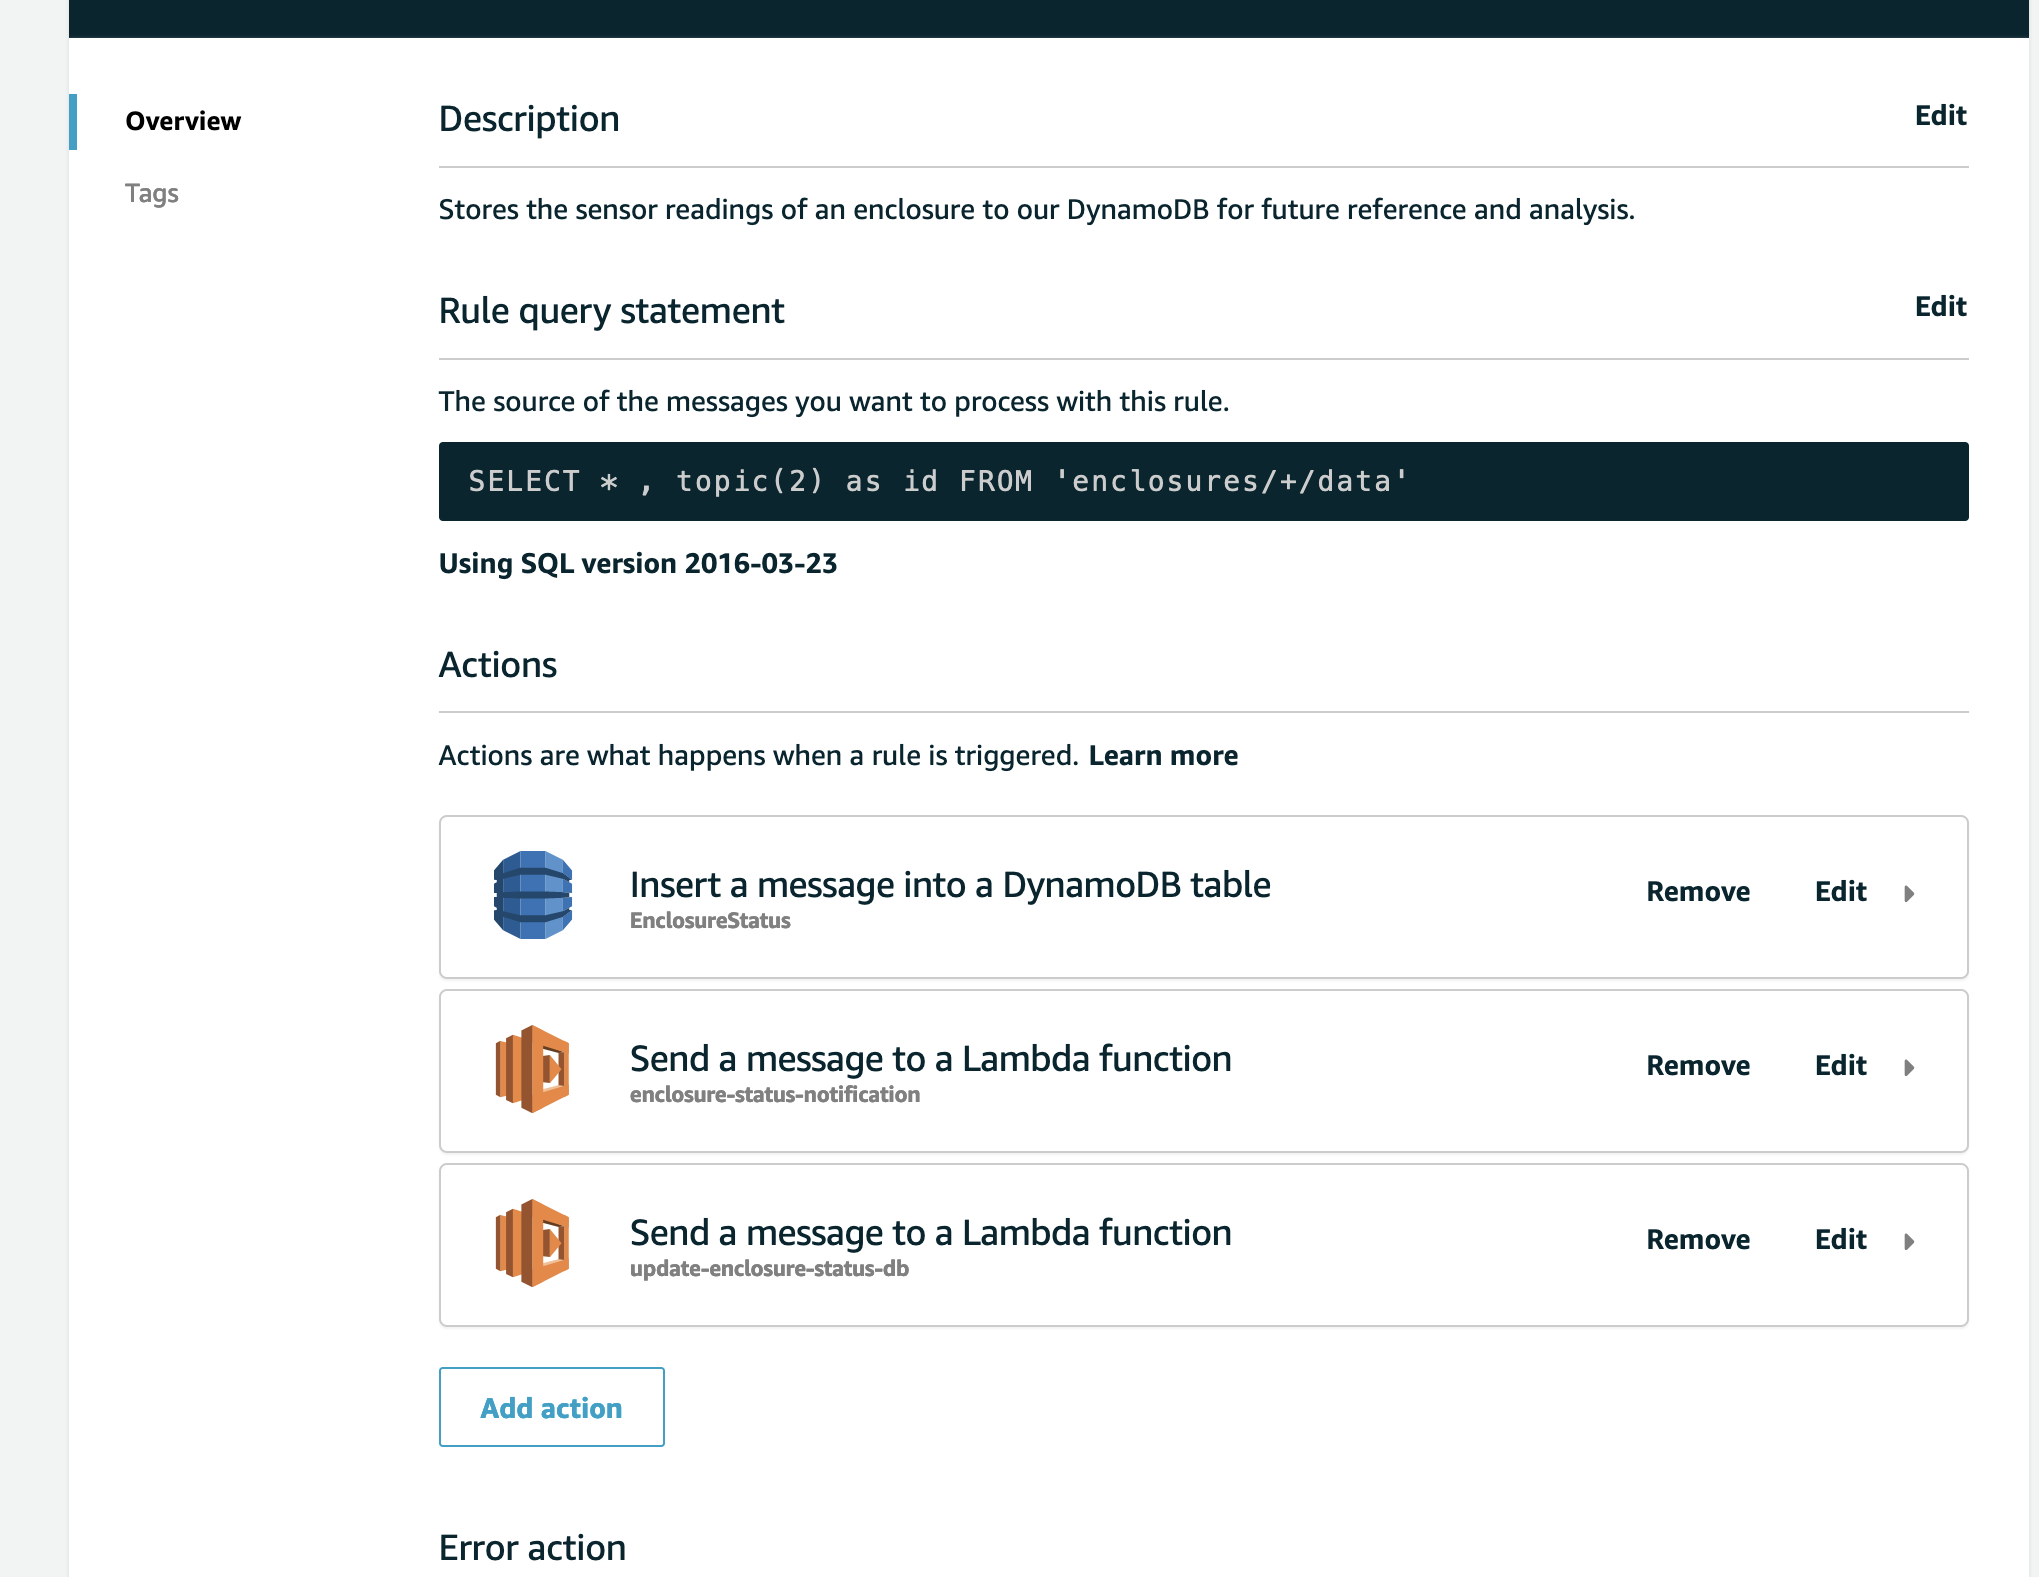 Overview
Tags
Description
Edit
Stores the sensor readings of an enclosure to our DynamoDB for future reference and analysis.
Rule query statement
Edit
The source of the messages you want to process with this rule.
SELECT * , topic(2) as id FROM 'enclosures/+/data'
Using SQL version 2016-03-23
Actions
Actions are what happens when a rule is triggered. Learn more
Insert a message into a DynamoDB table
EnclosureStatus
Remove
Edit
Send a message to a Lambda function
enclosure-status-notification
Remove
Edit
Send a message to a Lambda function
update-enclosure-status-db
Remove
Edit
Add action
Error action